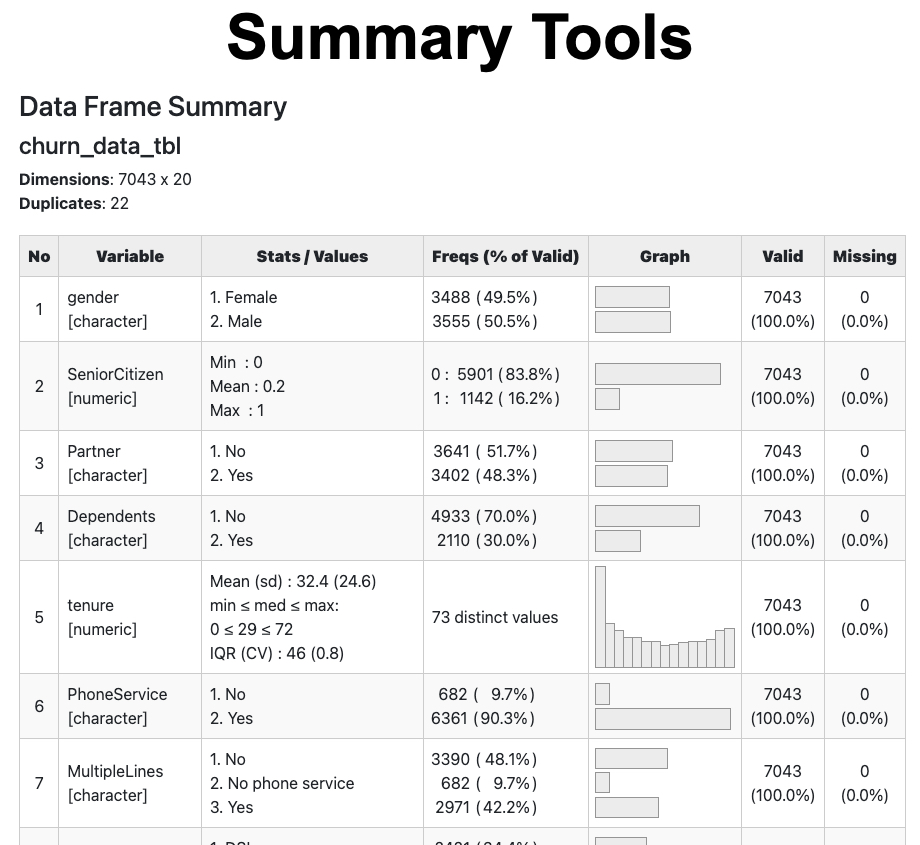 Summary Tools
Data Frame Summary
churn_data_tbl
Dimensions: 7043 x 20
Duplicates: 22
No Variable Stats / Values Freqs (% of Valid) Graph Valid Missing
1 gender [character] 1. Female 2. Male 3488 (49.5%) 3555 (50.5%) 7043 (100.0%) 0 (0.0%)
2 SeniorCitizen [numeric] Min : 0 Mean : 0.2 Max : 1 0 : 5901 (83.8%) 1 : 1142 (16.2%) 7043 (100.0%) 0 (0.0%)
3 Partner [character] 1. No 2. Yes 3641 (51.7%) 3402 (48.3%) 7043 (100.0%) 0 (0.0%)
4 Dependents [character] 1. No 2. Yes 4933 (70.0%) 2110 (30.0%) 7043 (100.0%) 0 (0.0%)
5 tenure [numeric] Mean (sd) : 32.4 (24.6) min ≤ med ≤ max: 0 ≤ 29 ≤ 72 IQR (CV) : 46 (0.8) 73 distinct values 7043 (100.0%) 0 (0.0%)
6 PhoneService [character] 1. No 2. Yes 682 (9.7%) 6361 (90.3%) 7043 (100.0%) 0 (0.0%)
7 MultipleLines [character] 1. No 2. No phone service 3. Yes 3390 (48.1%) 682 (9.7%) 2971 (42.2%) 7043 (100.0%) 0 (0.0%)